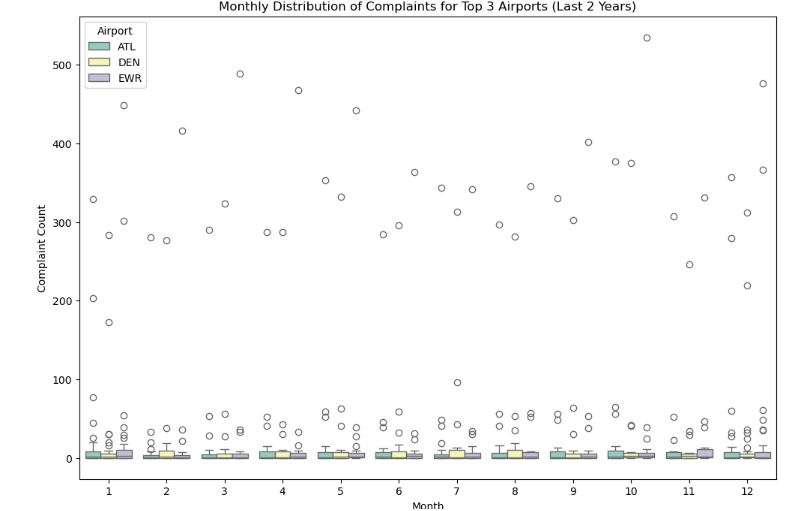 Monthly Distribution of Complaints for Top 3 Airports (Last 2 Years)
Airport
ATL
DEN
EWR
Complaint Count
500
400
300
200
100
0
1 2 3 4 5 6 7 8 9 10 11 12
Month